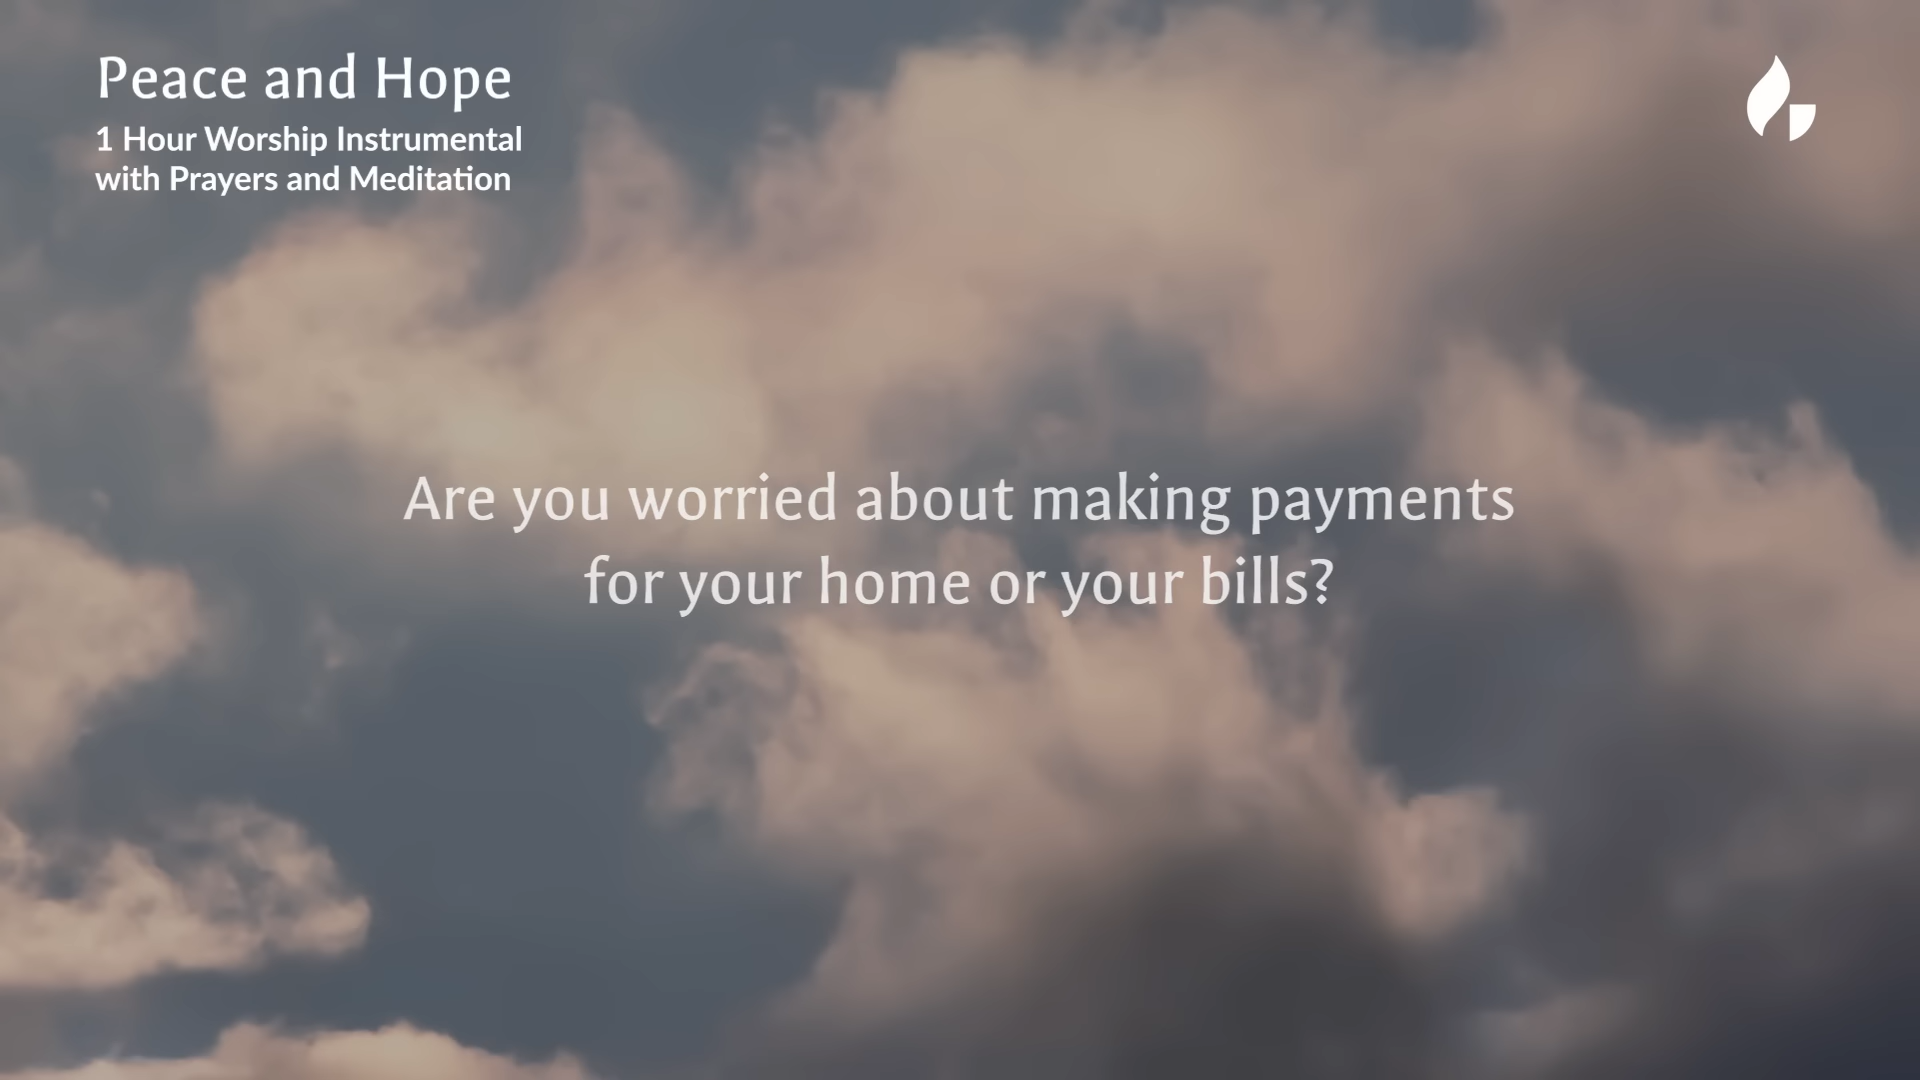 Peace and Hope
1 Hour Worship Instrumental
with Prayers and Meditation
Are you worried about making payments
for your home or your bills?